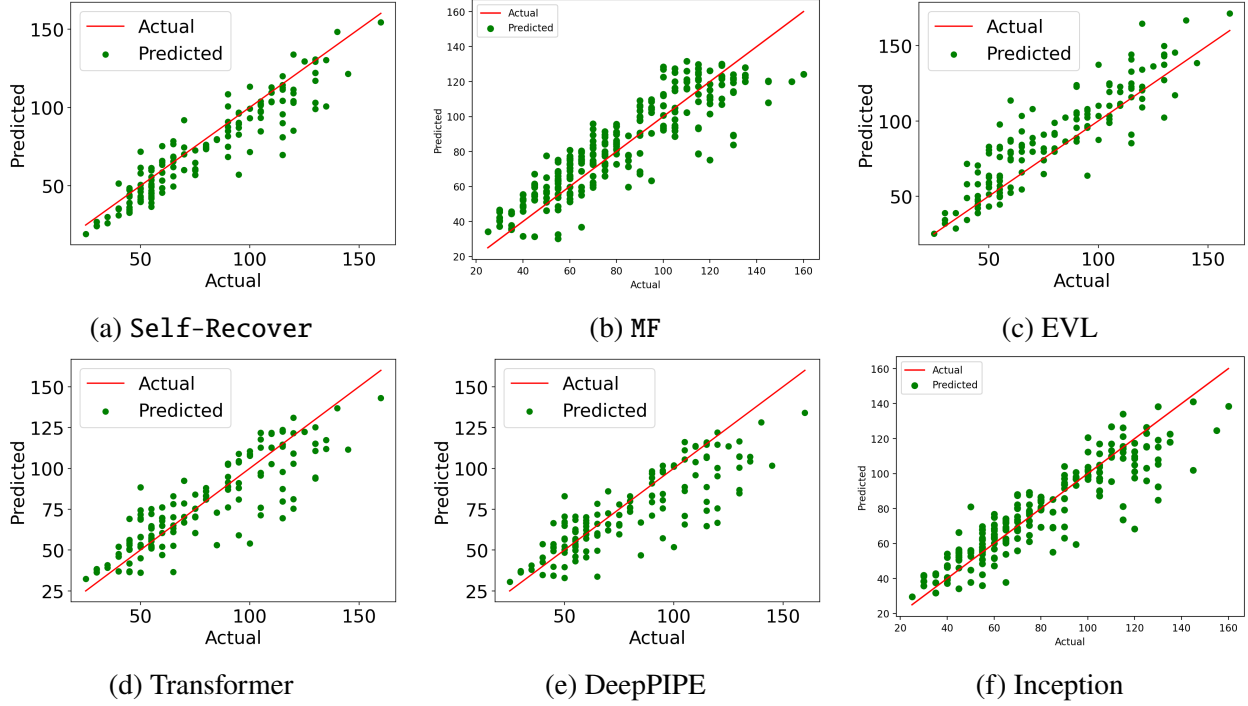 Actual
Predicted
150
100
50
50
100
150
Predicted
Actual
(a) Self-Recover
Actual
Predicted
160
140
120
100
80
60
40
20
20
40
60
80
100
120
140
160
Predicted
Actual
(b) MF
Actual
Predicted
150
100
50
50
100
150
Predicted
Actual
(c) EVL
Actual
Predicted
150
125
100
75
50
25
50
100
150
Predicted
Actual
(d) Transformer
Actual
Predicted
150
125
100
75
50
25
50
100
150
Predicted
Actual
(e) DeepPIPE
Actual
Predicted
160
140
120
100
80
60
40
20
20
40
60
80
100
120
140
160
Predicted
Actual
(f) Inception